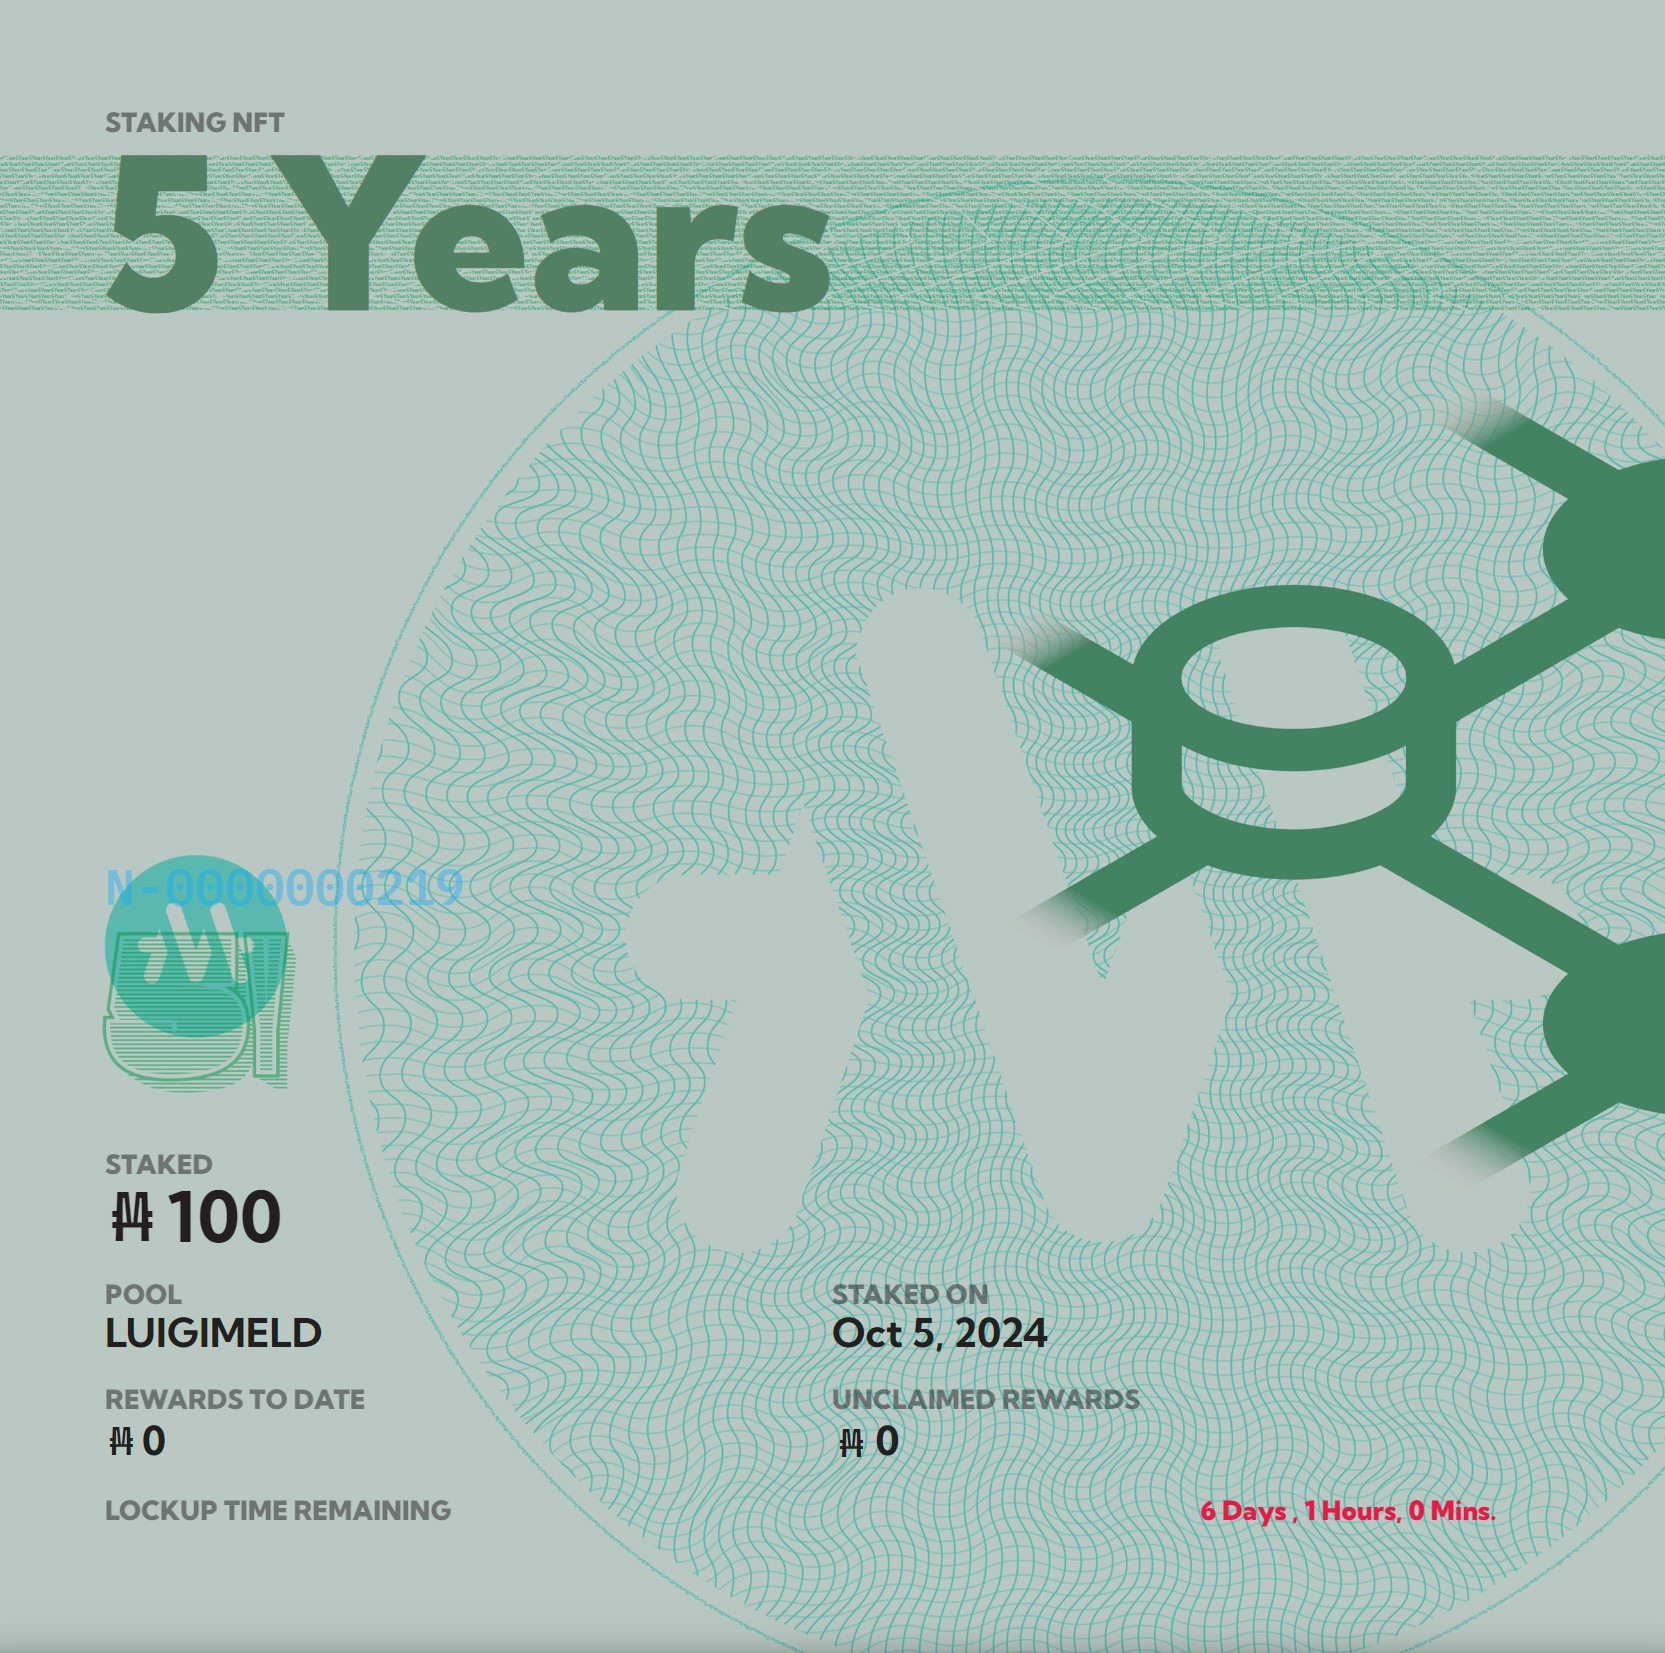 STAKING NFT
5 Years
N-0000000219
5Y
STAKED
100
POOL
LUIGIMELD
STAKED ON
Oct 5, 2024
REWARDS TO DATE
0
UNCLAIMED REWARDS
0
LOCKUP TIME REMAINING
6 Days , 1 Hours, 0 Mins.